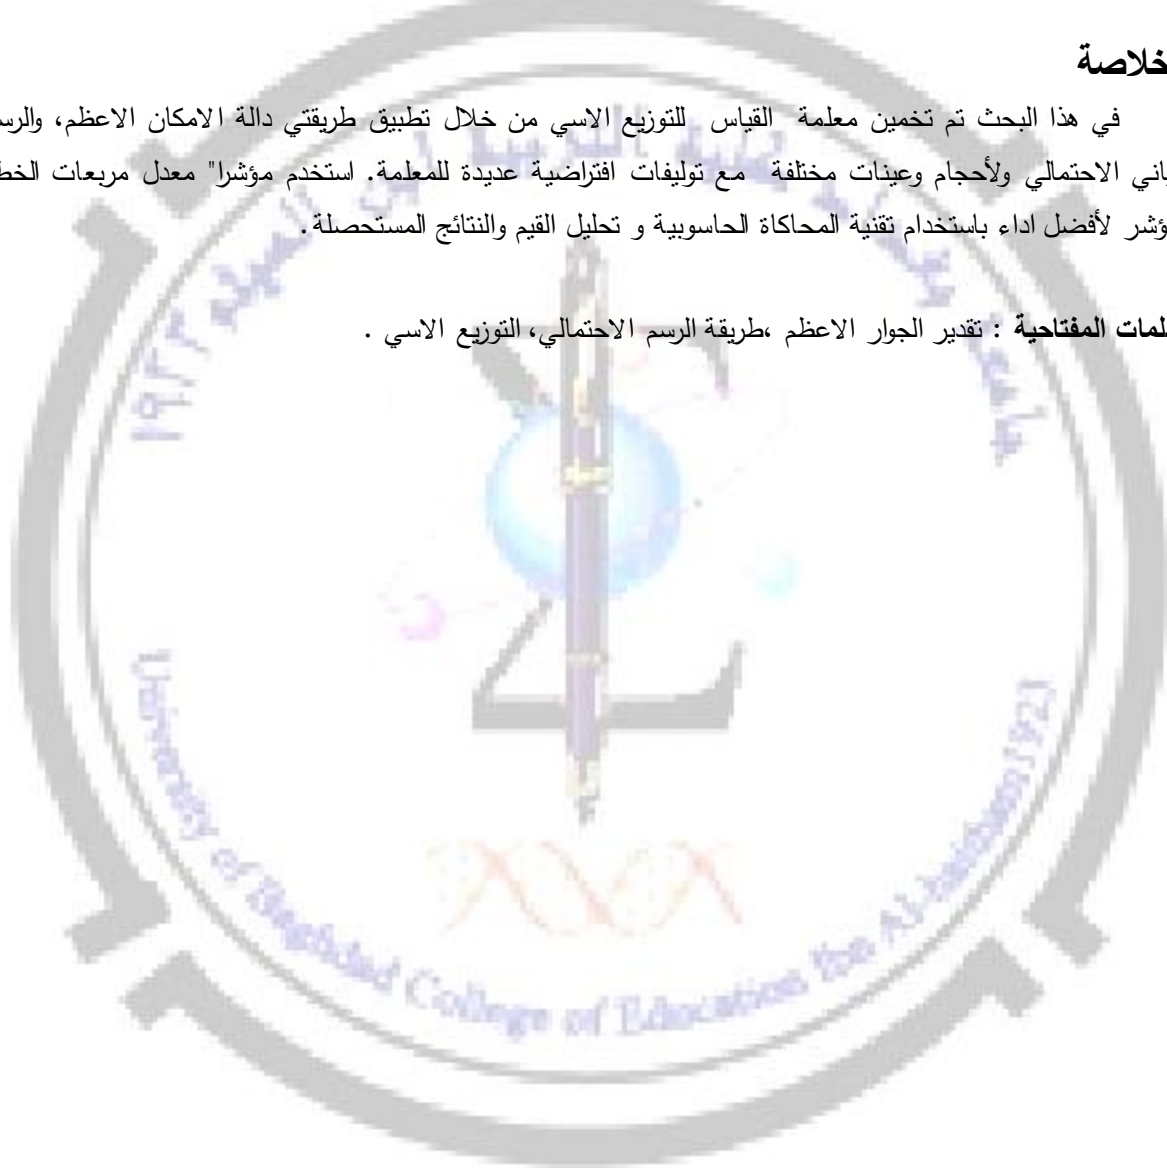 خلاصة
في هذا البحث تم تخمين معلمة القياس للتوزيع الاسي من خلال تطبيق طريقتي دالة الامكان الاعظم، والرس
باني الاحتمالي ولأحجام وعينات مختلفة مع توليفات افتراضية عديدة للمعلمة. استخدم مؤشرا" معدل مربعات الخط
ؤشر لأفضل اداء باستخدام تقنية المحاكاة الحاسوبية و تحليل القيم والنتائج المستحصلة.
لمات المفتاحية : تقدير الجوار الاعظم ،طريقة الرسم الاحتمالي، التوزيع الاسي .
١٩٢٣
University of Baghdad College of Education Ibn Al-haitham 1923